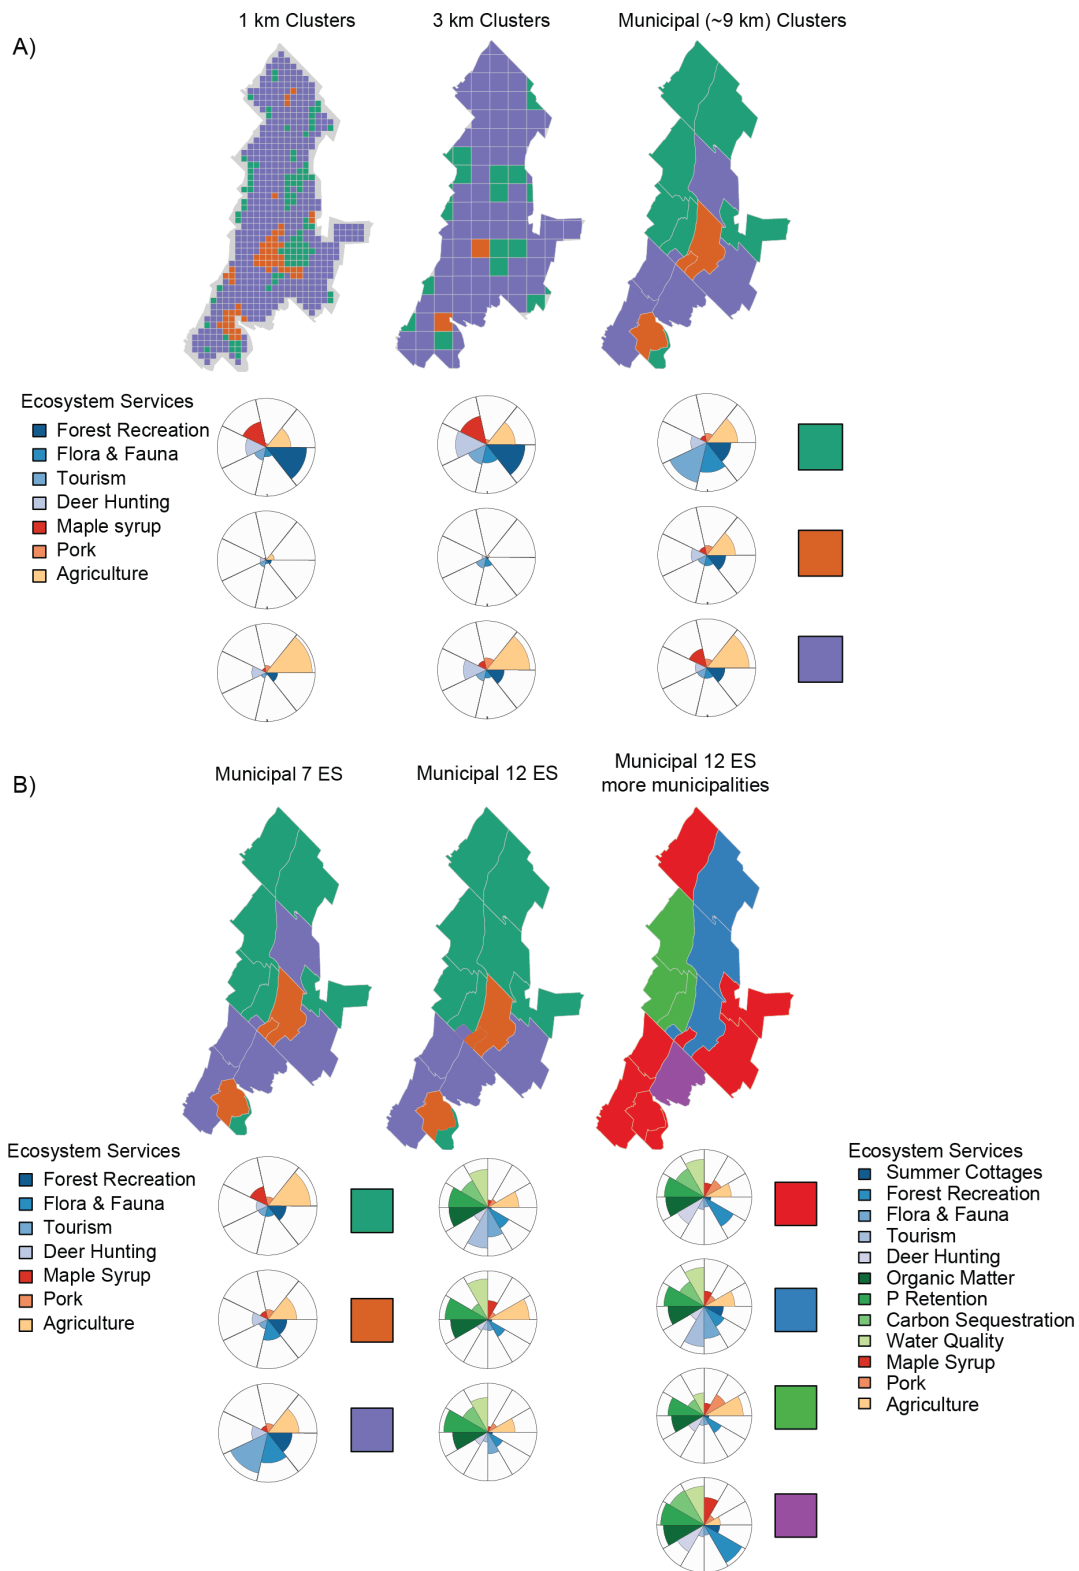 A)
1 km Clusters
3 km Clusters
Municipal (~9 km) Clusters
Ecosystem Services
Forest Recreation
Flora & Fauna
Tourism
Deer Hunting
Maple syrup
Pork
Agriculture
B)
Municipal 7 ES
Municipal 12 ES
Municipal 12 ES
more municipalities
Ecosystem Services
Forest Recreation
Flora & Fauna
Tourism
Deer Hunting
Maple Syrup
Pork
Agriculture
Ecosystem Services
Summer Cottages
Forest Recreation
Flora & Fauna
Tourism
Deer Hunting
Organic Matter
P Retention
Carbon Sequestration
Water Quality
Maple Syrup
Pork
Agriculture